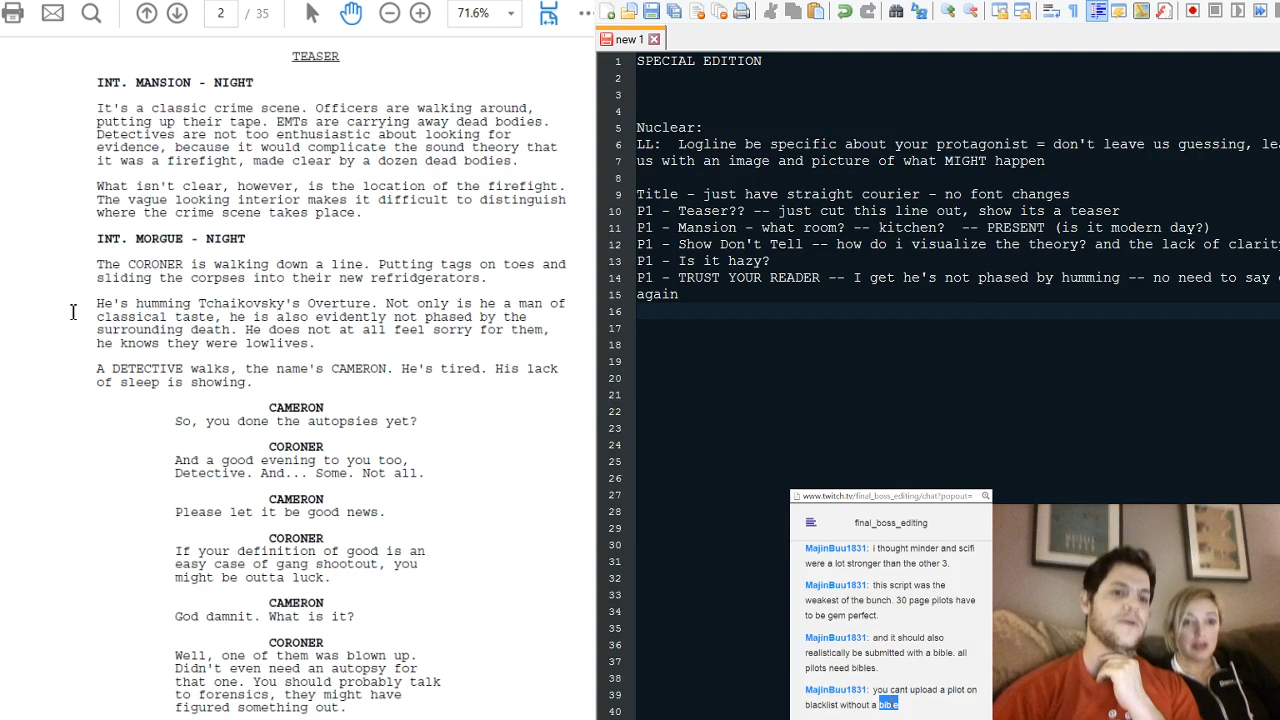 2 / 35
71.6%
TEASER
INT. MANSION - NIGHT
It's a classic crime scene. Officers are walking around,
putting up their tape. EMTs are carrying away dead bodies.
Detectives are not too enthusiastic about looking for
evidence, because it would complicate the sound theory that
it was a firefight, made clear by a dozen dead bodies.
What isn't clear, however, is the location of the firefight.
The vague looking interior makes it difficult to distinguish
where the crime scene takes place.
INT. MORGUE - NIGHT
The CORONER is walking down a line. Putting tags on toes and
sliding the corpses into their new refridgerators.
He's humming Tchaikovsky's Overture. Not only is he a man of
classical taste, he is also evidently not phased by the
surrounding death. He does not at all feel sorry for them,
he knows they were lowlives.
A DETECTIVE walks, the name's CAMERON. He's tired. His lack
of sleep is showing.
CAMERON
So, you done the autopsies yet?
CORONER
And a good evening to you too,
Detective. And... Some. Not all.
CAMERON
Please let it be good news.
CORONER
If your definition of good is an
easy case of gang shootout, you
might be outta luck.
CAMERON
God damnit. What is it?
CORONER
Well, one of them was blown up.
Didn't even need an autopsy for
that one. You should probably talk
to forensics, they might have
figured something out.
new 1
1 SPECIAL EDITION
2
3
4
5 Nuclear:
6 LL: Logline be specific about your protagonist = don't leave us guessing, lea
7 us with an image and picture of what MIGHT happen
8
9 Title - just have straight courier - no font changes
10 P1 - Teaser?? -- just cut this line out, show its a teaser
11 P1 - Mansion - what room? -- kitchen? -- PRESENT (is it modern day?)
12 P1 - Show Don't Tell -- how do i visualize the theory? and the lack of clarit
13 P1 - Is it hazy?
14 P1 - TRUST YOUR READER -- I get he's not phased by humming -- no need to say
15 again
16
17
18
19
20
21
22
23
24
25
26
27
28
29
30
31
32
33
34
35
36
37
38
39
40
www.twitch.tv/final_boss_editing/chat?popout=
final_boss_editing
MajinBuu1831: i thought minder and scifi
were a lot stronger than the other 3.
MajinBuu1831: this script was the
weakest of the bunch. 30 page pilots have
to be gem perfect.
MajinBuu1831: and it should also
realistically be submitted with a bible. all
pilots need bibles.
MajinBuu1831: you cant upload a pilot on
blacklist without a bible